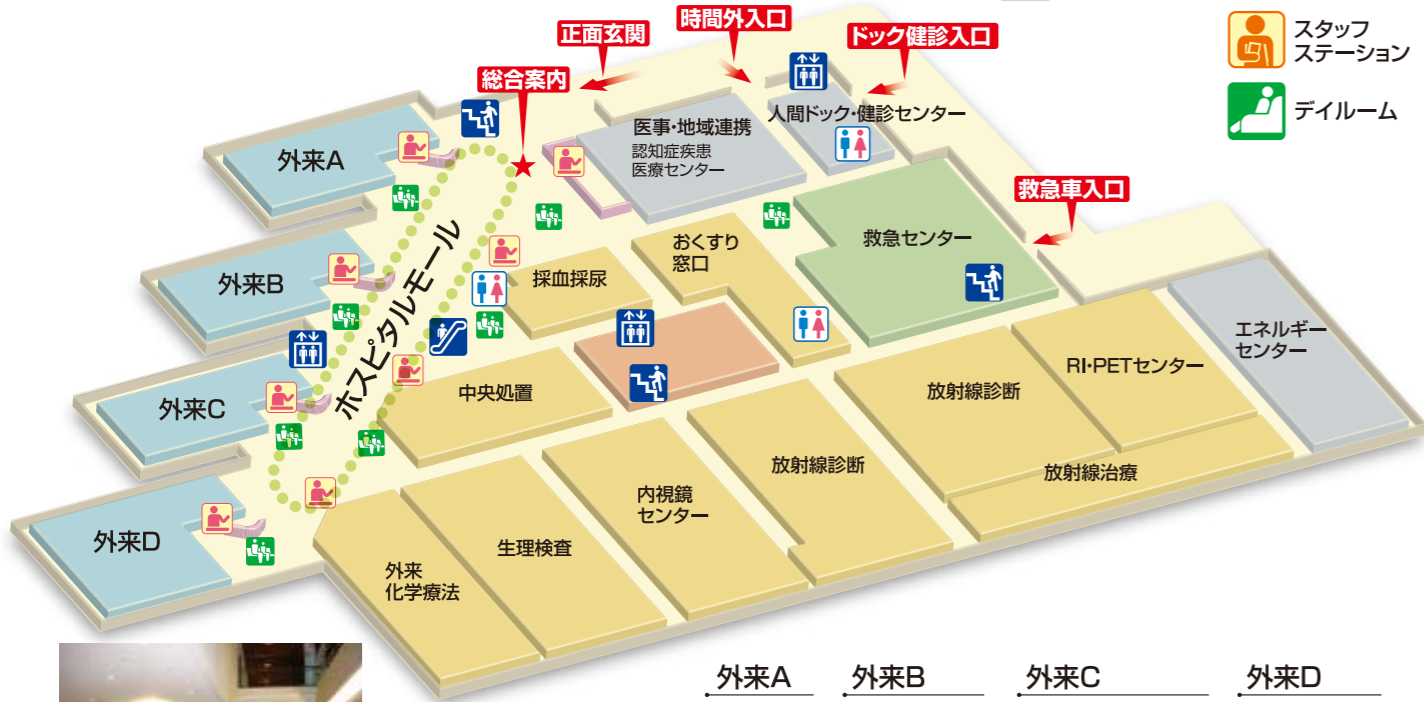 正面玄関
時間外入口
ドック健診入口
総合案内
スタッフ
ステーション
デイルーム
人間ドック・健診センター
医事・地域連携
認知症疾患
医療センター
外来A
救急車入口
救急センター
おくすり
窓口
外来B
採血採尿
ホスピタルモール
エネルギー
センター
RI・PETセンター
外来C
中央処置
放射線診断
放射線診断
放射線治療
内視鏡
センター
外来D
生理検査
外来
化学療法
外来A
外来B
外来C
外来D